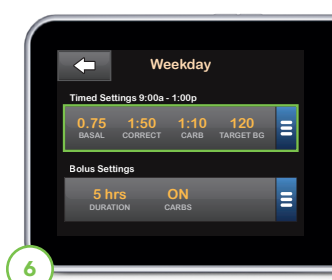 Weekday
Timed Settings 9:00a - 1:00p
0.75 1:50 1:10 120
BASAL CORRECT CARB TARGET BG
Bolus Settings
5 hrs ON
DURATION CARBS
6